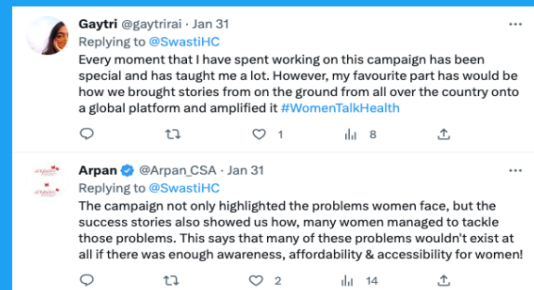 Gaytri @gaytrirai · Jan 31
Replying to @SwastiHC
Every moment that I have spent working on this campaign has been
special and has taught me a lot. However, my favourite part has would be
how we brought stories from on the ground from all over the country onto
a global platform and amplified it #WomenTalkHealth
1 8
Arpan @Arpan_CSA · Jan 31
Replying to @SwastiHC
The campaign not only highlighted the problems women face, but the
success stories also showed us how, many women managed to tackle
those problems. This says that many of these problems wouldn't exist at
all if there was enough awareness, affordability & accessibility for women!
2 14